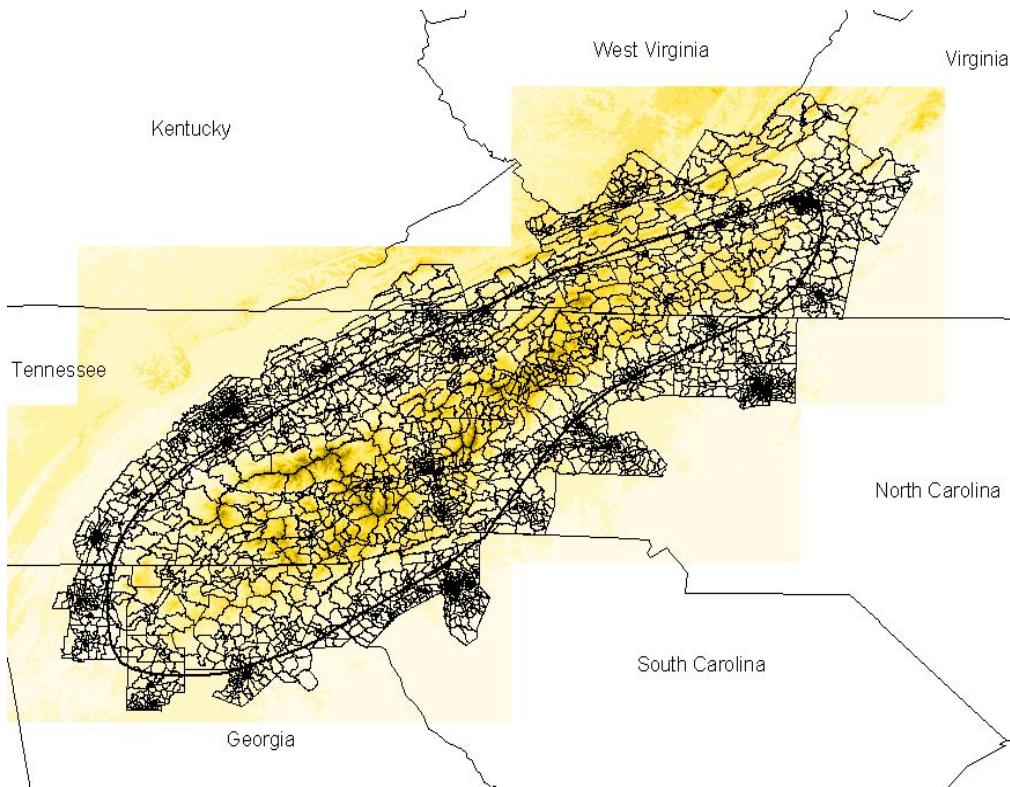 West Virginia
Virginia
Kentucky
Tennessee
North Carolina
South Carolina
Georgia